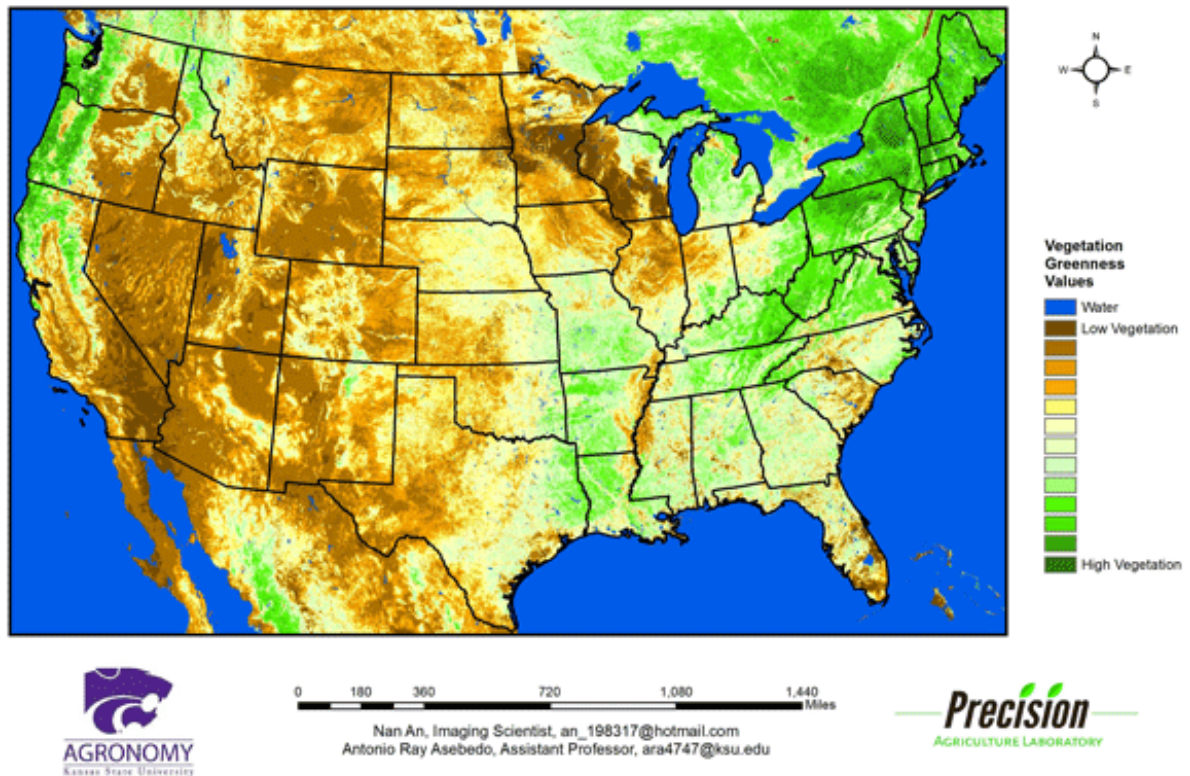 N
W E
S
Vegetation
Greenness
Values
Water
Low Vegetation
High Vegetation
0 180 360 720 1,080 1,440
Miles
Nan An, Imaging Scientist, an_198317@hotmail.com
Antonio Ray Asebedo, Assistant Professor, ara4747@ksu.edu
AGRONOMY
Kansas State University
Precision
AGRICULTURE LABORATORY